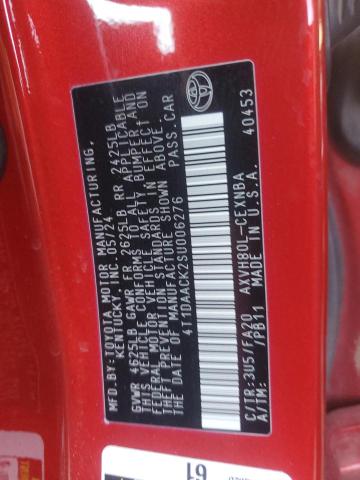 TOYOTA MOTOR MANUFACTURING,
KENTUCKY, INC. 05/24
GVWR 4625LB GAWR FR 2625LB RR 2425LB
THIS VEHICLE CONFORMS TO ALL APPLICABLE
FEDERAL MOTOR VEHICLE SAFETY BUMPER, AND
THEFT PREVENTION STANDARDS IN EFFECT ON
THE DATE OF MANUFACTURE SHOWN ABOVE.
4T1DAACK2SU006276 PASS.CAR
TOYOTA
C/TR:3U5/FA20 AXVH80L-CEXNBA
A/TM: /PB11 MADE IN U.S.A. 40453
61